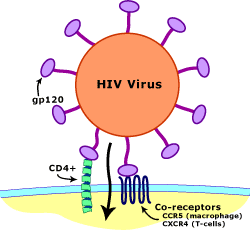 HIV Virus
gp120
CD4+
Co-receptors
CCR5 (macrophage)
CXCR4 (T-cells)